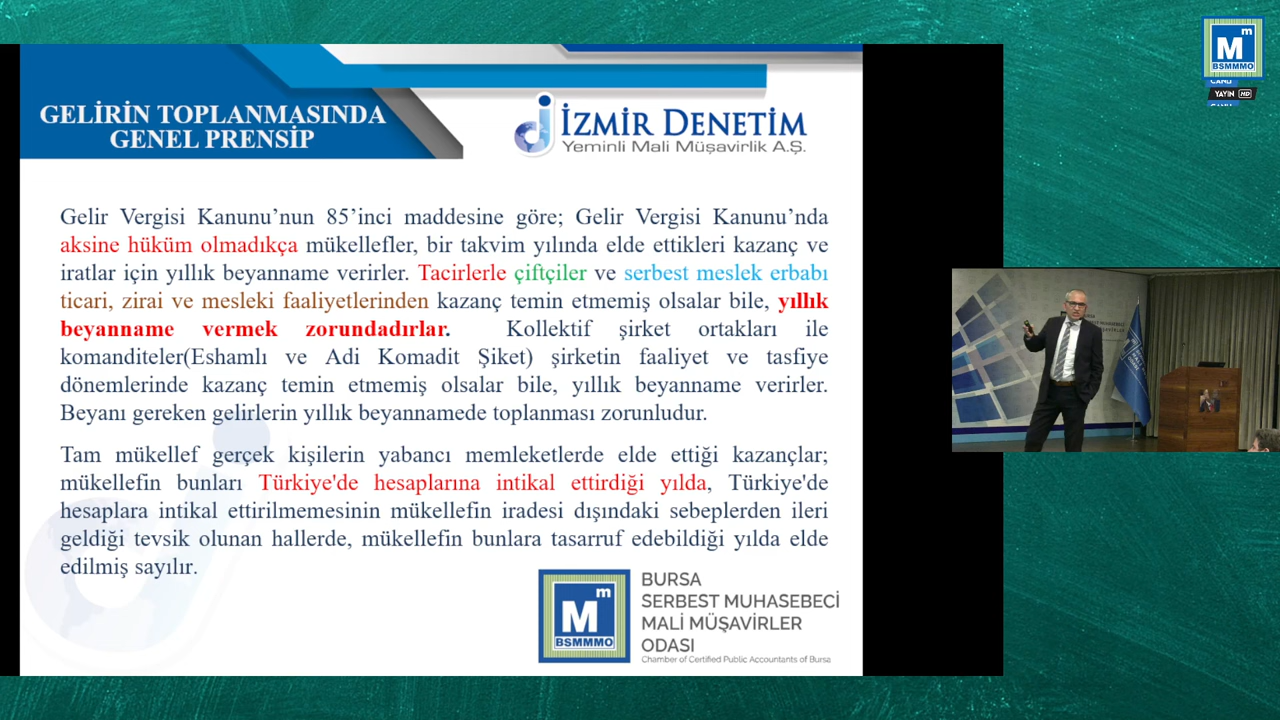 GELİRİN TOPLANMASINDA
GENEL PRENSİP
İZMİR DENETİM
Yeminli Mali Müşavirlik A.Ş.
Gelir Vergisi Kanunu’nun 85’inci maddesine göre; Gelir Vergisi Kanunu’nda
aksine hüküm olmadıkça mükellefler, bir takvim yılında elde ettikleri kazanç ve
iratlar için yıllık beyanname verirler. Tacirlerle çiftçiler ve serbest meslek erbabı
ticari, zirai ve mesleki faaliyetlerinden kazanç temin etmemiş olsalar bile, yıllık
beyanname vermek zorundadırlar. Kollektif şirket ortakları ile
komanditeler(Eshamlı ve Adi Komadit Şiket) şirketin faaliyet ve tasfiye
dönemlerinde kazanç temin etmemiş olsalar bile, yıllık beyanname verirler.
Beyanı gereken gelirlerin yıllık beyannamede toplanması zorunludur.
Tam mükellef gerçek kişilerin yabancı memleketlerde elde ettiği kazançlar;
mükellefin bunları Türkiye'de hesaplarına intikal ettirdiği yılda, Türkiye'de
hesaplara intikal ettirilmemesinin mükellefin iradesi dışındaki sebeplerden ileri
geldiği tevsik olunan hallerde, mükellefin bunlara tasarruf edebildiği yılda elde
edilmiş sayılır.
Mm
BSMMMO
BURSA
SERBEST MUHASEBECİ
MALİ MÜŞAVİRLER
ODASI
Chamber of Certified Public Accountants of Bursa
Mm
BSMMMO
CANLI
YAYIN HD
CANLI